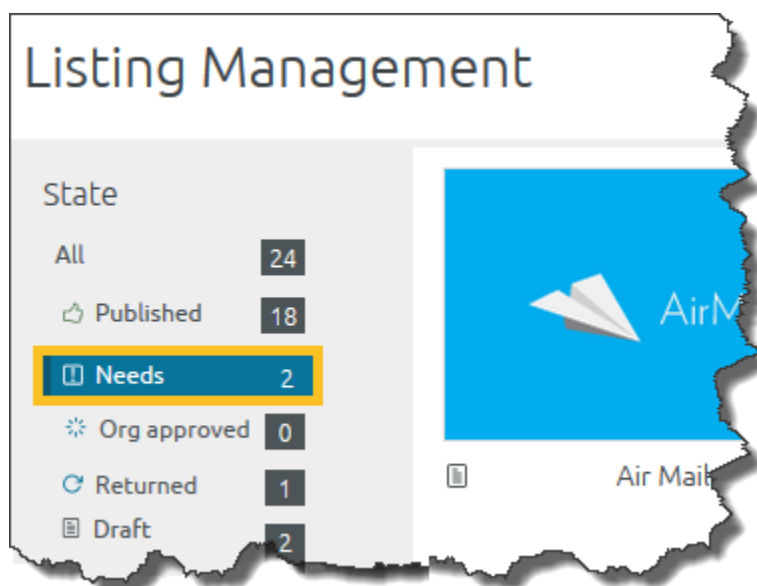 Listing Management
State
All 24
Published 18
Needs 2
Org approved 0
Returned 1
Draft 2
Air Mail